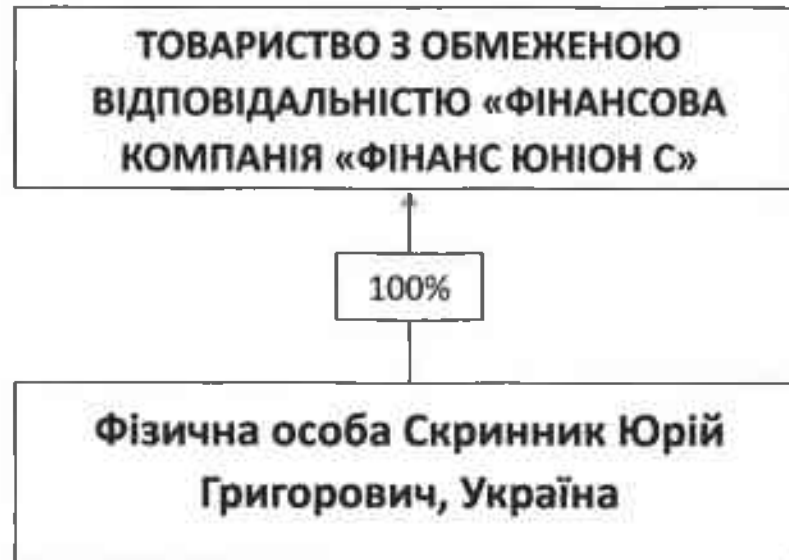 ТОВАРИСТВО З ОБМЕЖЕНОЮ
ВІДПОВІДАЛЬНІСТЮ «ФІНАНСОВА
КОМПАНІЯ «ФІНАНС ЮНІОН С»
100%
Фізична особа Скринник Юрій
Григорович, Україна